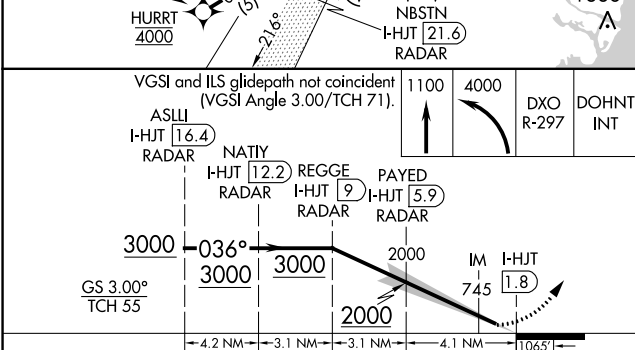 HURRT
4000
(5)
216°
NBSTN
I-HJT 21.6
RADAR
VGSI and ILS glidepath not coincident
(VGSI Angle 3.00/TCH 71).
1100
4000
DXO
R-297
DOHNT
INT
ASLLI
I-HJT 16.4
RADAR
NATIY
I-HJT 12.2
RADAR
REGGE
I-HJT 9
RADAR
PAYED
I-HJT 5.9
RADAR
3000
036°
3000
3000
2000
2000
IM
745
I-HJT
1.8
GS 3.00°
TCH 55
4.2 NM
3.1 NM
3.1 NM
4.1 NM
1065'